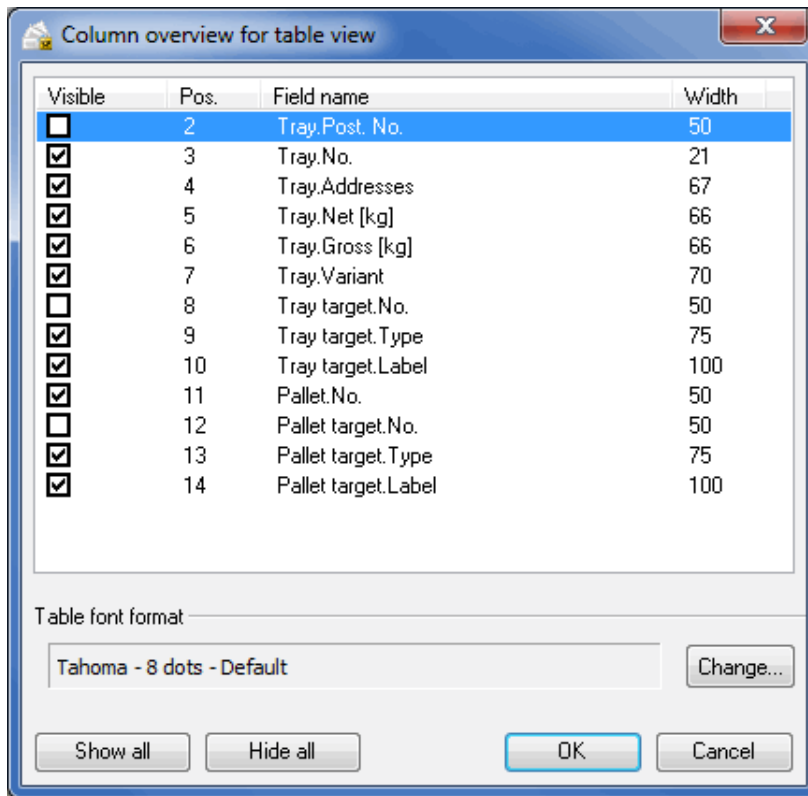 Column overview for table view
Visible Pos. Field name Width
2 Tray.Post. No. 50
3 Tray.No. 21
4 Tray.Addresses 67
5 Tray.Net [kg] 66
6 Tray.Gross [kg] 66
7 Tray.Variant 70
8 Tray target.No. 50
9 Tray target.Type 75
10 Tray target.Label 100
11 Pallet.No. 50
12 Pallet target.No. 50
13 Pallet target.Type 75
14 Pallet target.Label 100
Table font format
Tahoma - 8 dots - Default Change...
Show all Hide all OK Cancel